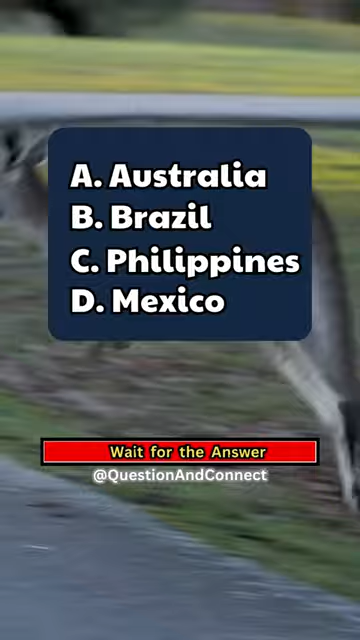 A. Australia
B. Brazil
C. Philippines
D. Mexico
Wait for the Answer
@QuestionAndConnect